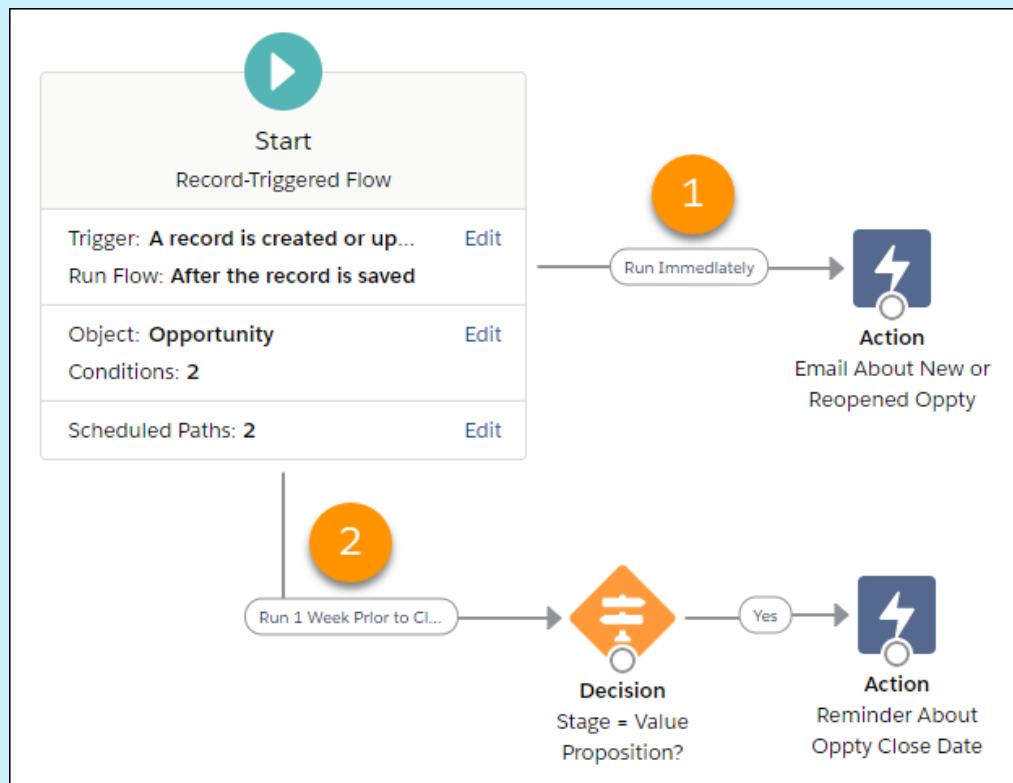 Start
Record-Triggered Flow
Trigger: A record is created or up... Edit
Run Flow: After the record is saved
Object: Opportunity Edit
Conditions: 2
Scheduled Paths: 2 Edit
1
Run Immediately
Action
Email About New or
Reopened Oppty
2
Run 1 Week Prior to Cl...
Decision
Stage = Value
Proposition?
Yes
Action
Reminder About
Oppty Close Date